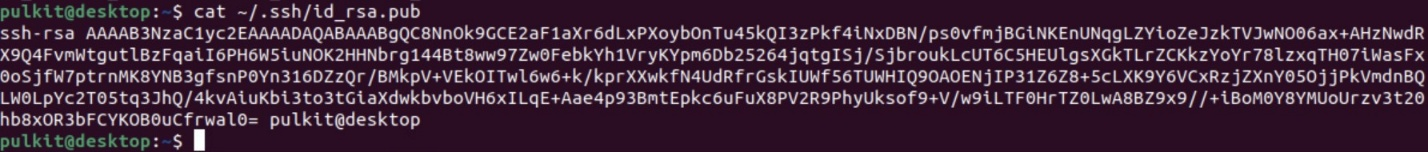 pulkit@desktop:~$ cat ~/.ssh/id_rsa.pub
ssh-rsa AAAAB3NzaC1yc2EAAAADAQABAAABgQC8NnOk9GCE2aF1aXr6dLxPXoybOnTu45kQI3zPkf4iNxDBN/ps0vfmjBGiNKEnUNqgLZYioZeJzkTVJwNO06ax+AHzNwdR
X9Q4FvmWtgutlBzFqaiI6PH6W5iuNOK2HHNbrg144Bt8ww97Zw0FebkYh1VryKYpm6Db25264jqtgISj/SjbroukLcUT6C5HEUlgsXGkTLrZCKkzYoYr78lzxqTH07iWasFx
0oSjfW7ptrnMK8YNB3gfsnP0Yn316DZzQr/BMkpV+VEkOITwl6w6+k/kprXXwkfN4UdRfrGskIUWf56TUWHIQ9OAOENjIP31Z6Z8+5cLXK9Y6VCxRzjZXnY05OjjPkVmdnBQ
LW0LpYc2T05tq3JhQ/4kvAiuKbi3to3tGiaXdwkbvboVH6xILqE+Aae4p93BmtEpkc6uFuX8PV2R9PhyUksof9+V/w9iLTF0HrTZ0LwA8BZ9x9//+iBoM0Y8YMUoUrzv3t20
hb8xOR3bFCYKOB0uCfrwal0= pulkit@desktop
pulkit@desktop:~$